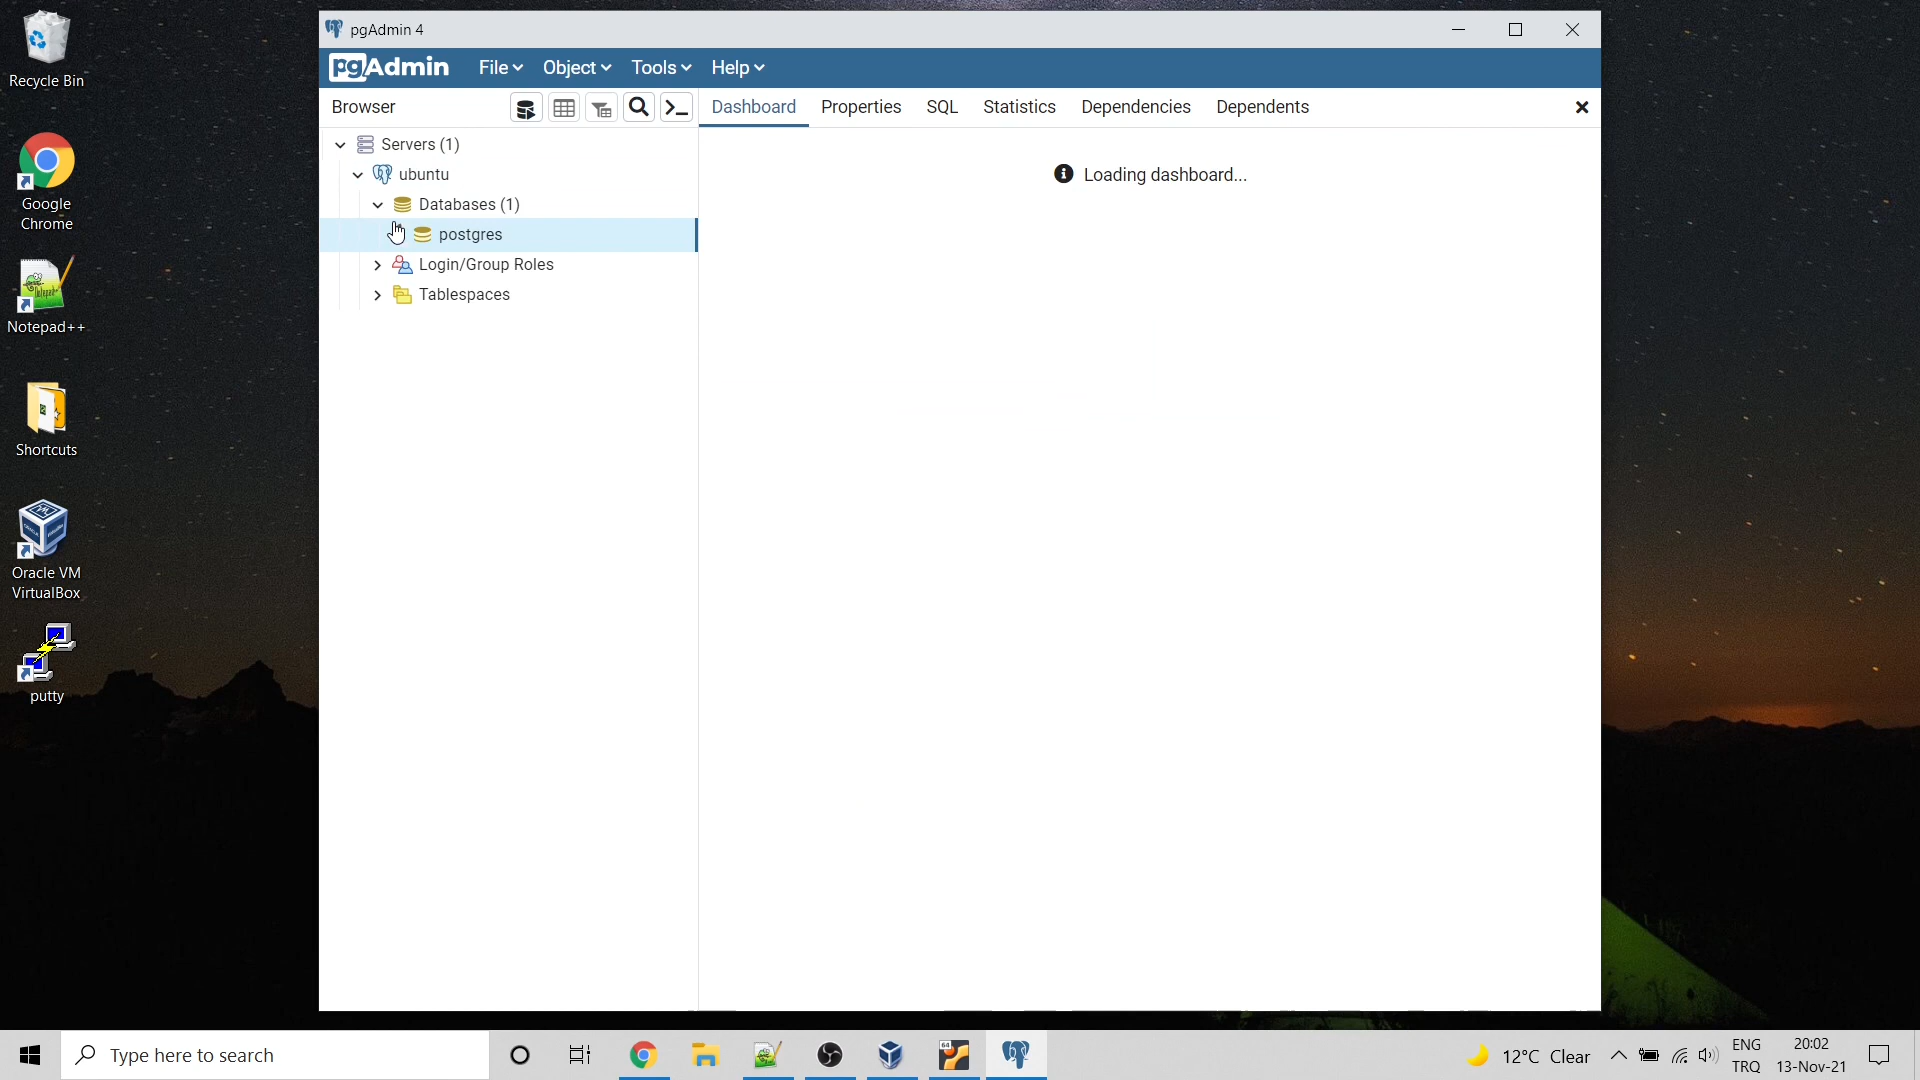 Recycle Bin
Google
Chrome
Notepad++
Shortcuts
Oracle VM
VirtualBox
putty
pgAdmin 4
pgAdmin File Object Tools Help
Browser
Dashboard Properties SQL Statistics Dependencies Dependents
Servers (1)
ubuntu
Databases (1)
postgres
Login/Group Roles
Tablespaces
Loading dashboard...
Type here to search
64
12°C Clear
ENG
TRQ
20:02
13-Nov-21